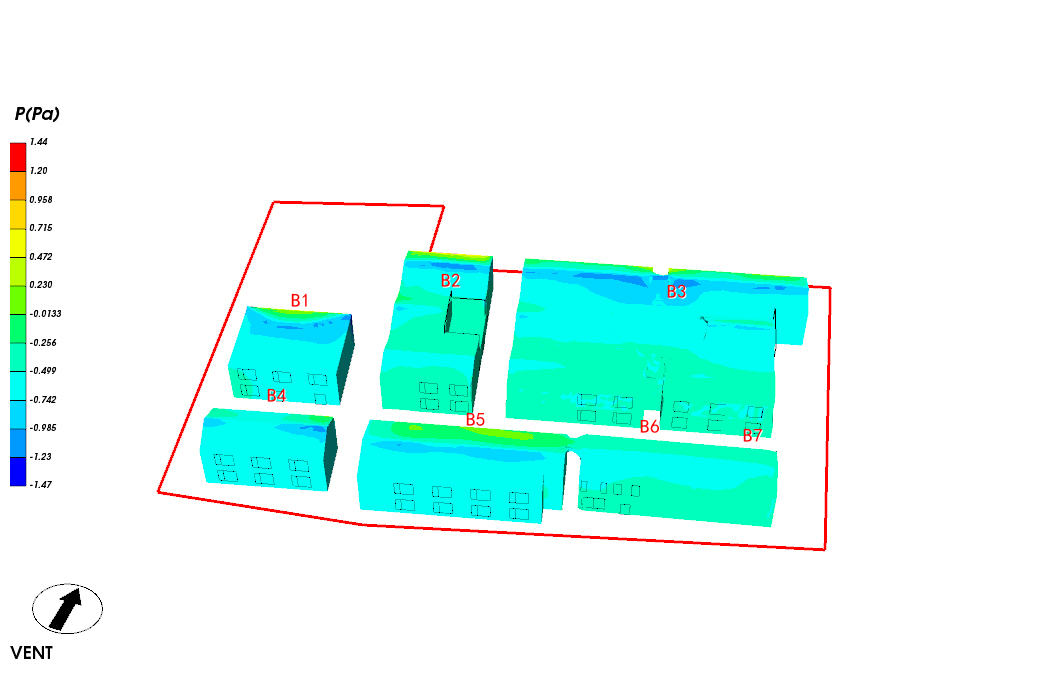 P(Pa)
1.44
1.20
0.958
0.715
0.472
0.230
-0.0133
-0.256
-0.499
-0.742
-0.985
-1.23
-1.47
B1
B2
B3
B4
B5
B6
B7
VENT